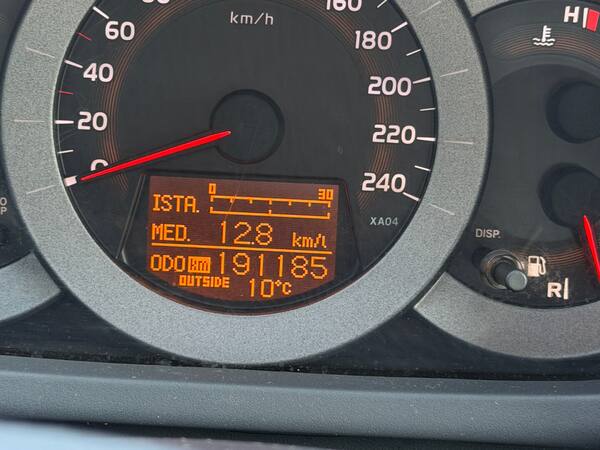 km/h
160
H
60
180
40
200
20
220
0
240
0 30
ISTA.
MED. 12.8 km/l
ODO km 191185
OUTSIDE 10°C
XA04
DISP.
R